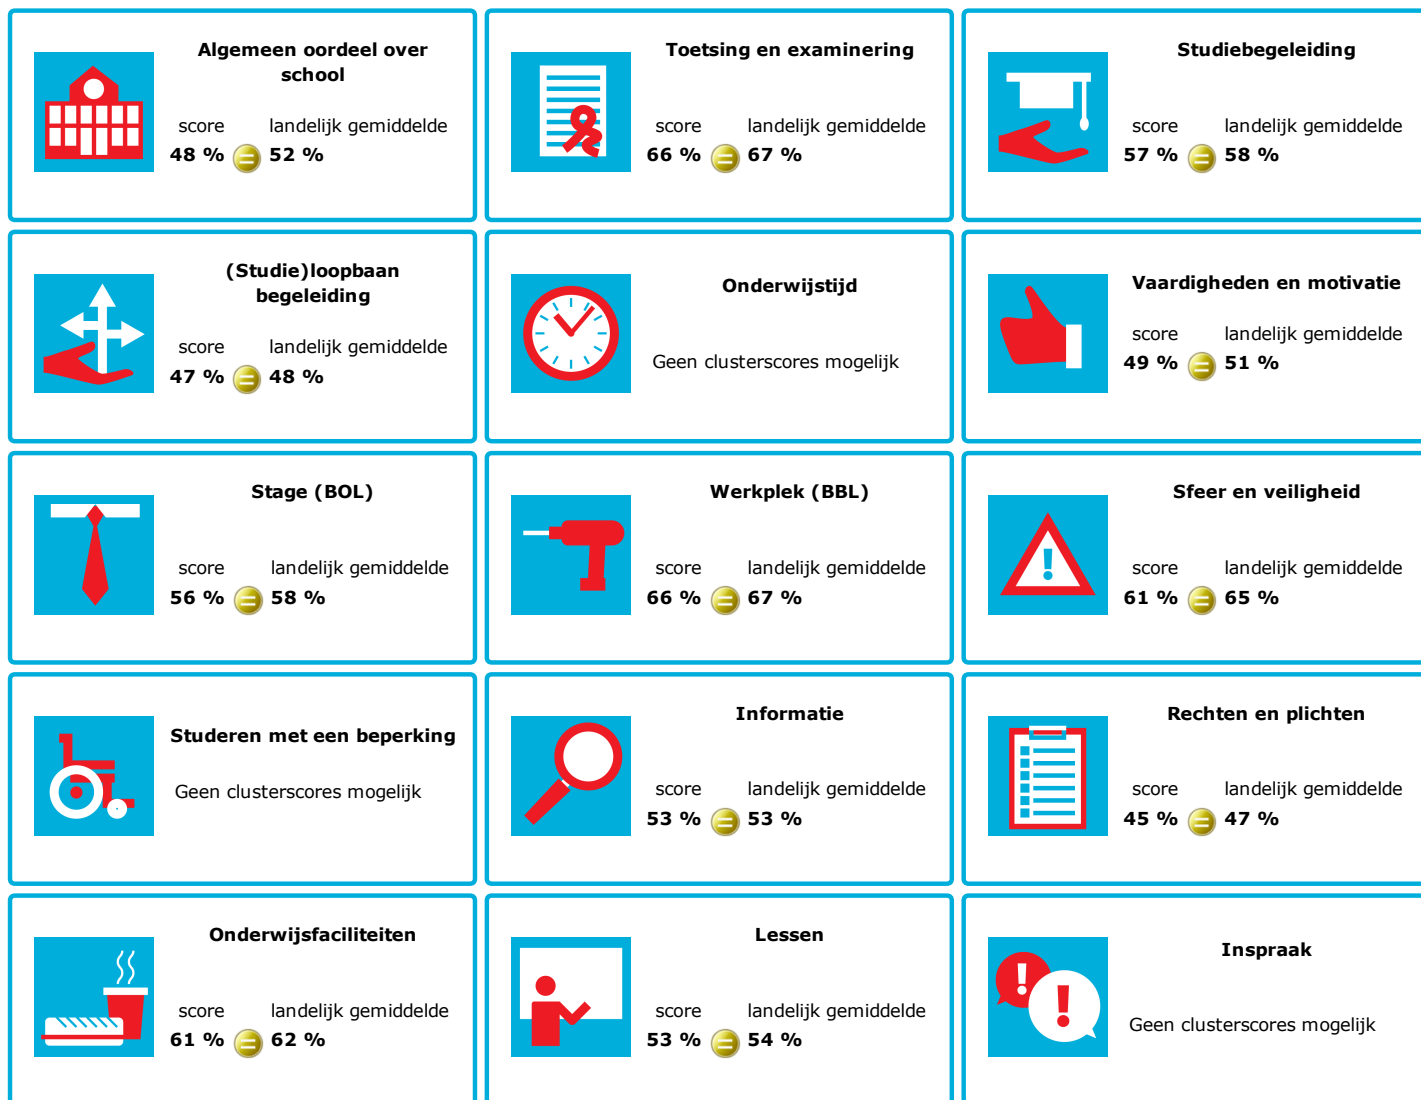 Algemeen oordeel over
school
score landelijk gemiddelde
48 % = 52 %
Toetsing en examinering
score landelijk gemiddelde
66 % = 67 %
Studiebegeleiding
score landelijk gemiddelde
57 % = 58 %
(Studie)loopbaan
begeleiding
score landelijk gemiddelde
47 % = 48 %
Onderwijstijd
Geen clusterscores mogelijk
Vaardigheden en motivatie
score landelijk gemiddelde
49 % = 51 %
Stage (BOL)
score landelijk gemiddelde
56 % = 58 %
Werkplek (BBL)
score landelijk gemiddelde
66 % = 67 %
Sfeer en veiligheid
score landelijk gemiddelde
61 % = 65 %
Studeren met een beperking
Geen clusterscores mogelijk
Informatie
score landelijk gemiddelde
53 % = 53 %
Rechten en plichten
score landelijk gemiddelde
45 % = 47 %
Onderwijsfaciliteiten
score landelijk gemiddelde
61 % = 62 %
Lessen
score landelijk gemiddelde
53 % = 54 %
Inspraak
Geen clusterscores mogelijk